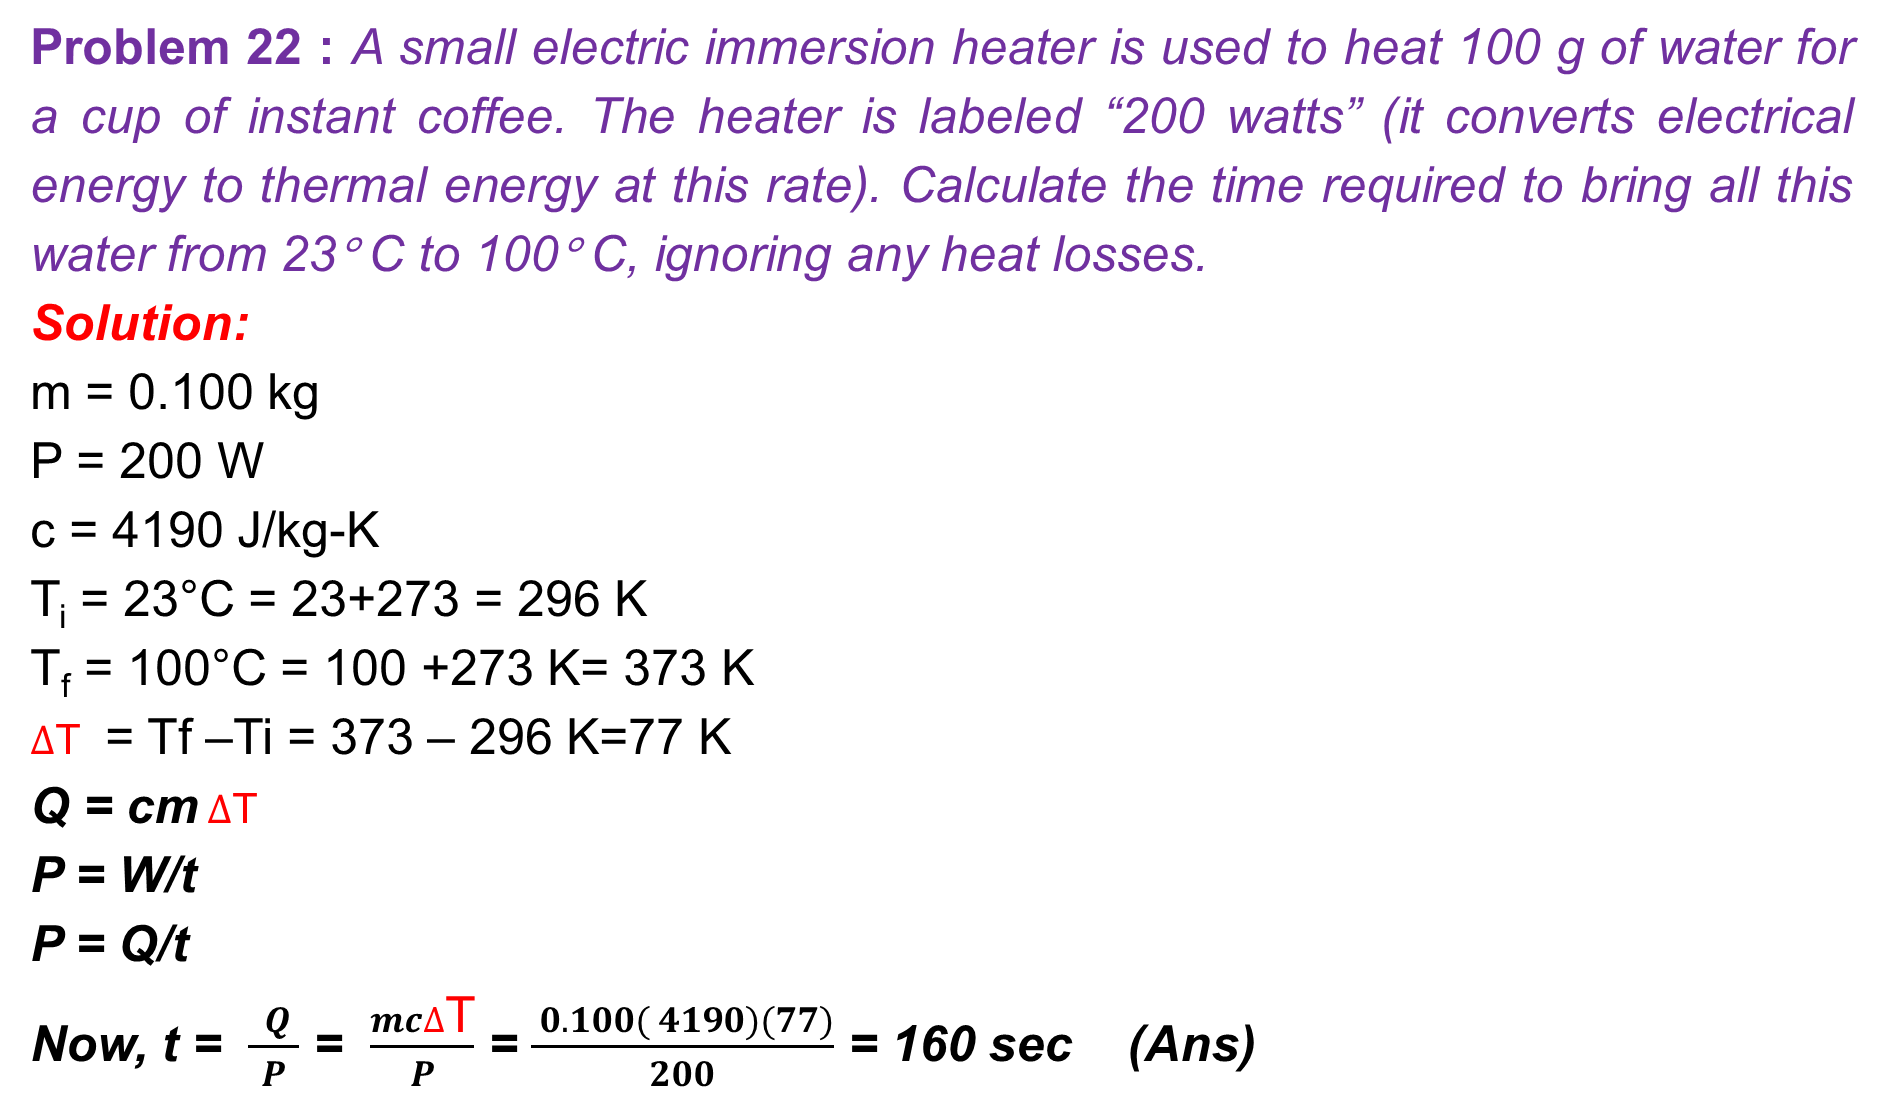 Problem 22 : A small electric immersion heater is used to heat 100 g of water for
a cup of instant coffee. The heater is labeled “200 watts” (it converts electrical
energy to thermal energy at this rate). Calculate the time required to bring all this
water from 23° C to 100° C, ignoring any heat losses.
Solution:
m = 0.100 kg
P = 200 W
c = 4190 J/kg-K
Tᵢ = 23°C = 23+273 = 296 K
T_f = 100°C = 100 +273 K= 373 K
ΔT = Tf –Ti = 373 – 296 K=77 K
Q = cm ΔT
P = W/t
P = Q/t
Now, t = Q/P = mcΔT/P = 0.100( 4190)(77)/200 = 160 sec (Ans)